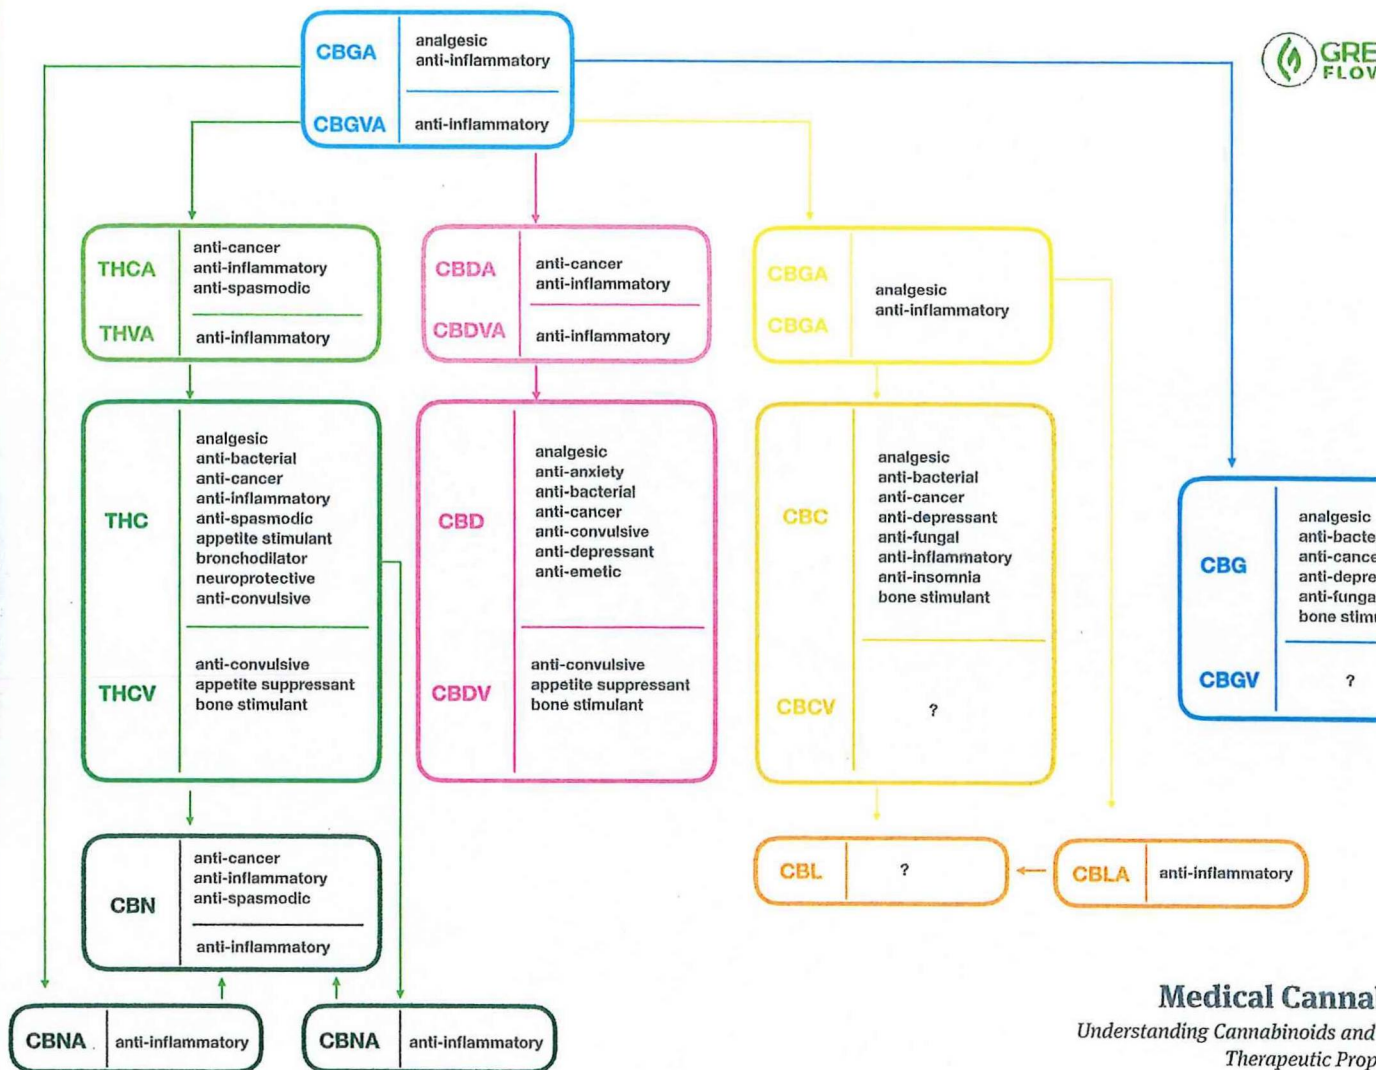 CBGA
analgesic
anti-inflammatory
CBGVA
anti-inflammatory
THCA
anti-cancer
anti-inflammatory
anti-spasmodic
THVA
anti-inflammatory
CBDA
anti-cancer
anti-inflammatory
CBDVA
anti-inflammatory
CBGA
CBGA
analgesic
anti-inflammatory
THC
analgesic
anti-bacterial
anti-cancer
anti-inflammatory
anti-spasmodic
appetite stimulant
bronchodilator
neuroprotective
anti-convulsive
THCV
anti-convulsive
appetite suppressant
bone stimulant
CBD
analgesic
anti-anxiety
anti-bacterial
anti-cancer
anti-convulsive
anti-depressant
anti-emetic
CBDV
anti-convulsive
appetite suppressant
bone stimulant
CBC
analgesic
anti-bacterial
anti-cancer
anti-depressant
anti-fungal
anti-inflammatory
anti-insomnia
bone stimulant
CBCV
?
CBG
analgesic
CBGV
?
bone
CBN
anti-cancer
anti-inflammatory
anti-spasmodic
anti-inflammatory
CBL
?
CBLA
anti-inflammatory
CBNA
anti-inflammatory
CBNA
anti-inflammatory
Medical
Understanding Cannabinoids and
Therapeutic